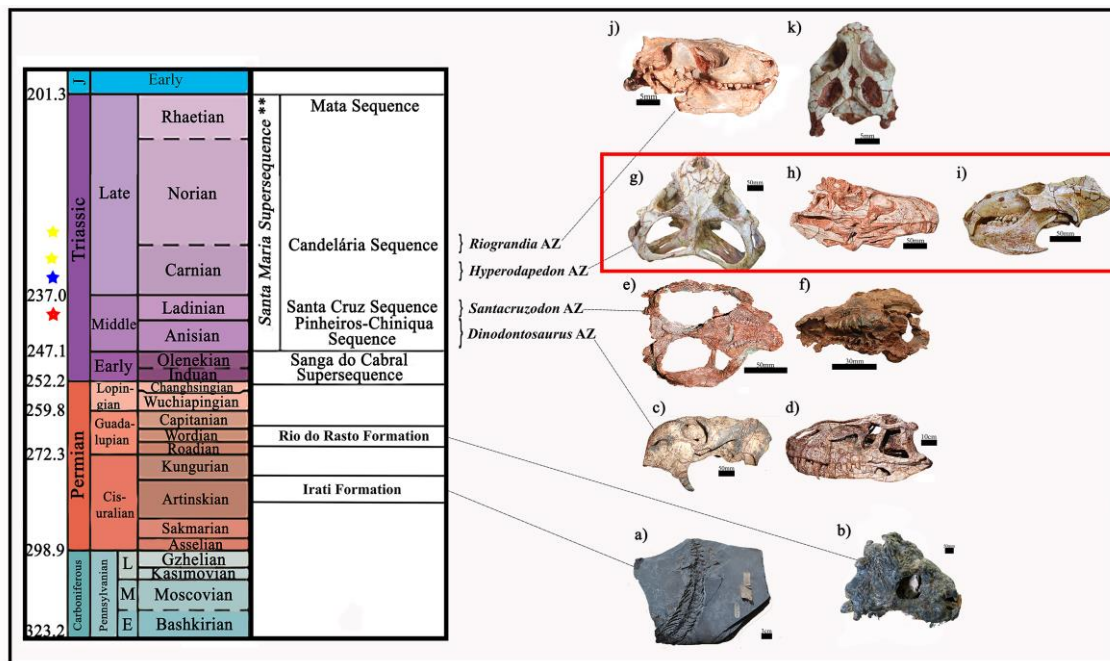 J
Early
201.3
Triassic
Late
Rhaetian
Norian
Carnian
237.0
Middle
Ladinian
Anisian
247.1
Early
Olenekian
Induan
252.2
Permian
Lopin-
gian
Changhsingian
Wuchiapingian
259.8
Guada-
lupian
Capitanian
Wordian
Roadian
272.3
Cis-
uralian
Kungurian
Artinskian
Sakmarian
Asselian
298.9
Carboniferous
Pennsylvanian
L
Gzhelian
Kasimovian
M
Moscovian
E
Bashkirian
323.2
Santa Maria Supersequence **
Mata Sequence
Candelária Sequence
Santa Cruz Sequence
Pinheiros-Chiniqua
Sequence
Sanga do Cabral
Supersequence
Rio do Rasto Formation
Irati Formation
} Riograndia AZ
} Hyperodapedon AZ
} Santacruzodon AZ
} Dinodontosaurus AZ
j)
5mm
k)
5mm
g)
50mm
h)
50mm
i)
50mm
e)
50mm
f)
30mm
c)
50mm
d)
10cm
a)
b)